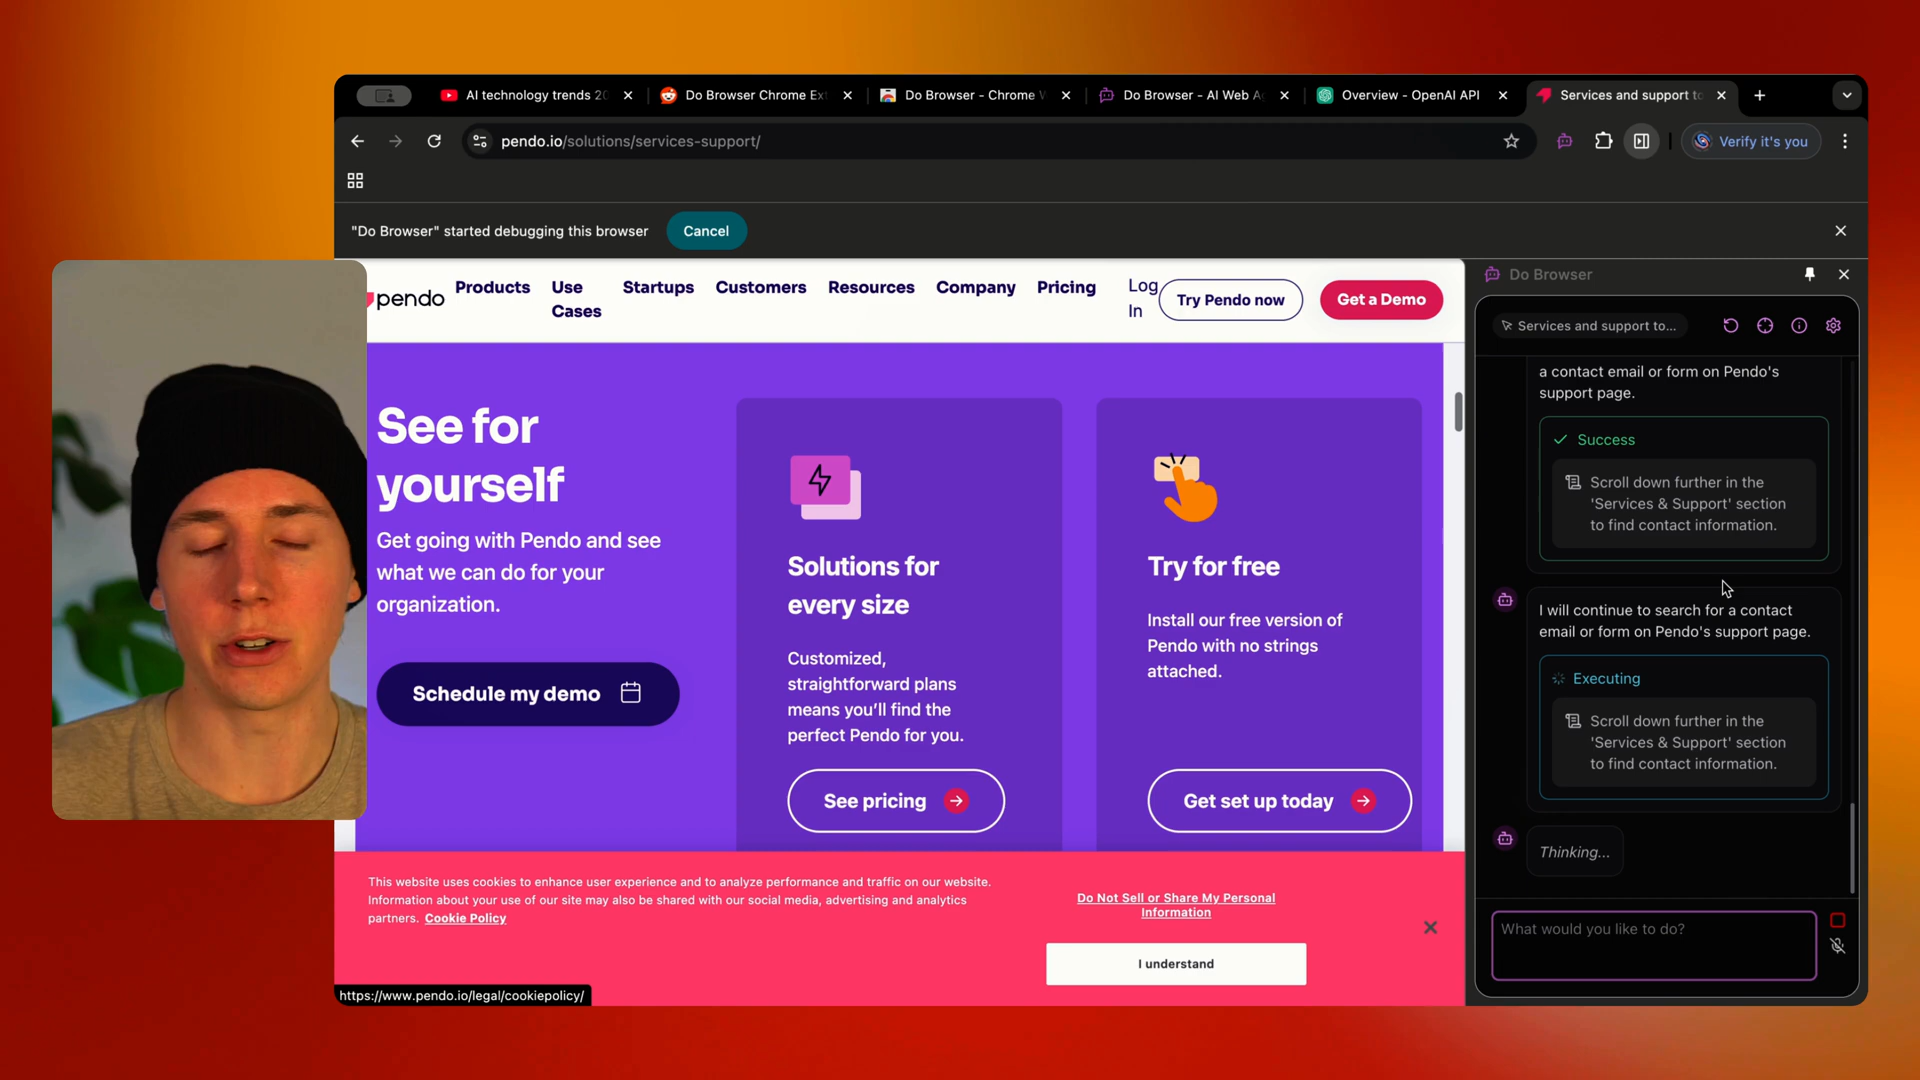 AI technology trends 20
Do Browser Chrome Ext
Do Browser - Chrome W
Do Browser - AI Web Ag
Overview - OpenAI API
Services and support to
pendo.io/solutions/services-support/
Verify it's you
"Do Browser" started debugging this browser
Cancel
pendo
Products
Use
Cases
Startups
Customers
Resources
Company
Pricing
Log
In
Try Pendo now
Get a Demo
See for
yourself
Get going with Pendo and see
what we can do for your
organization.
Schedule my demo
Solutions for
every size
Customized,
straightforward plans
means you'll find the
perfect Pendo for you.
See pricing
Try for free
Install our free version of
Pendo with no strings
attached.
Get set up today
This website uses cookies to enhance user experience and to analyze performance and traffic on our website.
Information about your use of our site may also be shared with our social media, advertising and analytics
partners. Cookie Policy
Do Not Sell or Share My Personal
Information
I understand
https://www.pendo.io/legal/cookiepolicy/
Do Browser
Services and support to...
a contact email or form on Pendo's
support page.
Success
Scroll down further in the
'Services & Support' section
to find contact information.
I will continue to search for a contact
email or form on Pendo's support page.
Executing
Scroll down further in the
'Services & Support' section
to find contact information.
Thinking...
What would you like to do?